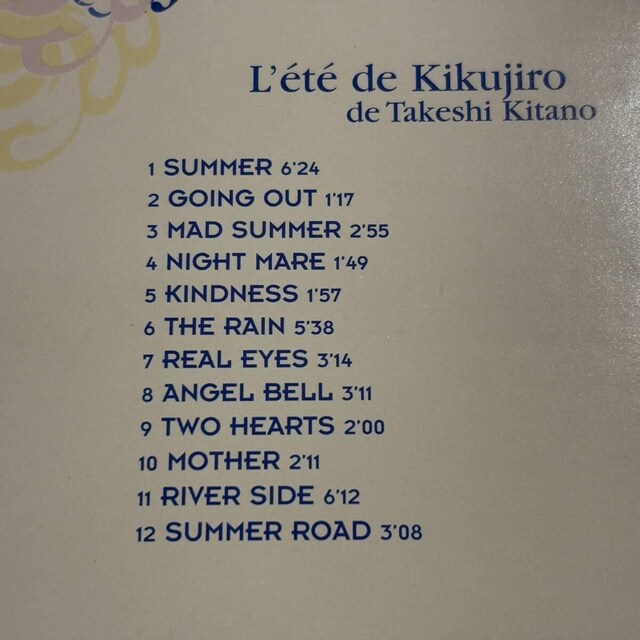 L'été de Kikujiro
de Takeshi Kitano
1 SUMMER 6'24
2 GOING OUT 1'17
3 MAD SUMMER 2'55
4 NIGHT MARE 1'49
5 KINDNESS 1'57
6 THE RAIN 5'38
7 REAL EYES 3'14
8 ANGEL BELL 3'11
9 TWO HEARTS 2'00
10 MOTHER 2'11
11 RIVER SIDE 6'12
12 SUMMER ROAD 3'08